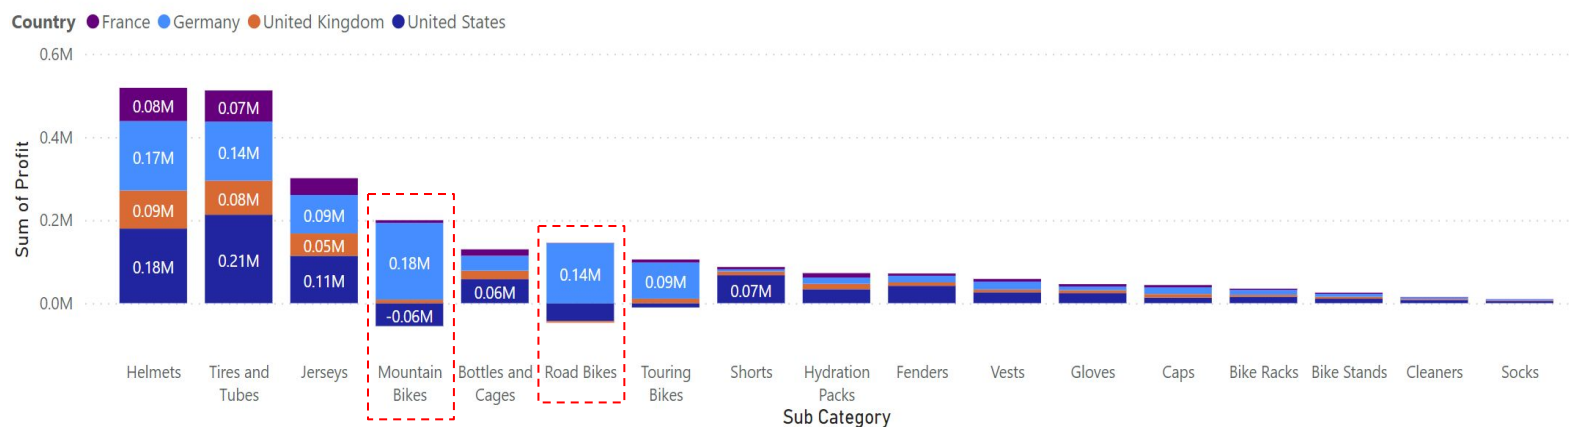 Country France Germany United Kingdom United States
0.6M
0.4M
0.2M
0.0M
Sum of Profit
0.08M
0.17M
0.09M
0.18M
0.07M
0.14M
0.08M
0.21M
0.09M
0.05M
0.11M
0.18M
-0.06M
0.06M
0.14M
0.09M
0.07M
Helmets
Tires and
Tubes
Jerseys
Mountain
Bikes
Bottles and
Cages
Road Bikes
Touring
Bikes
Shorts
Hydration
Packs
Fenders
Vests
Gloves
Caps
Bike Racks
Bike Stands
Cleaners
Socks
Sub Category